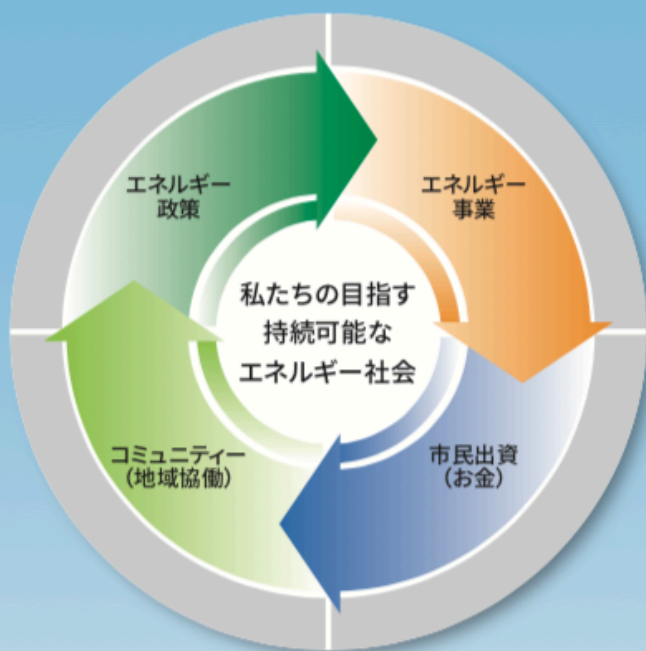 エネルギー
政策
エネルギー
事業
私たちの目指す
持続可能な
エネルギー社会
コミュニティー
(地域協働)
市民出資
(お金)